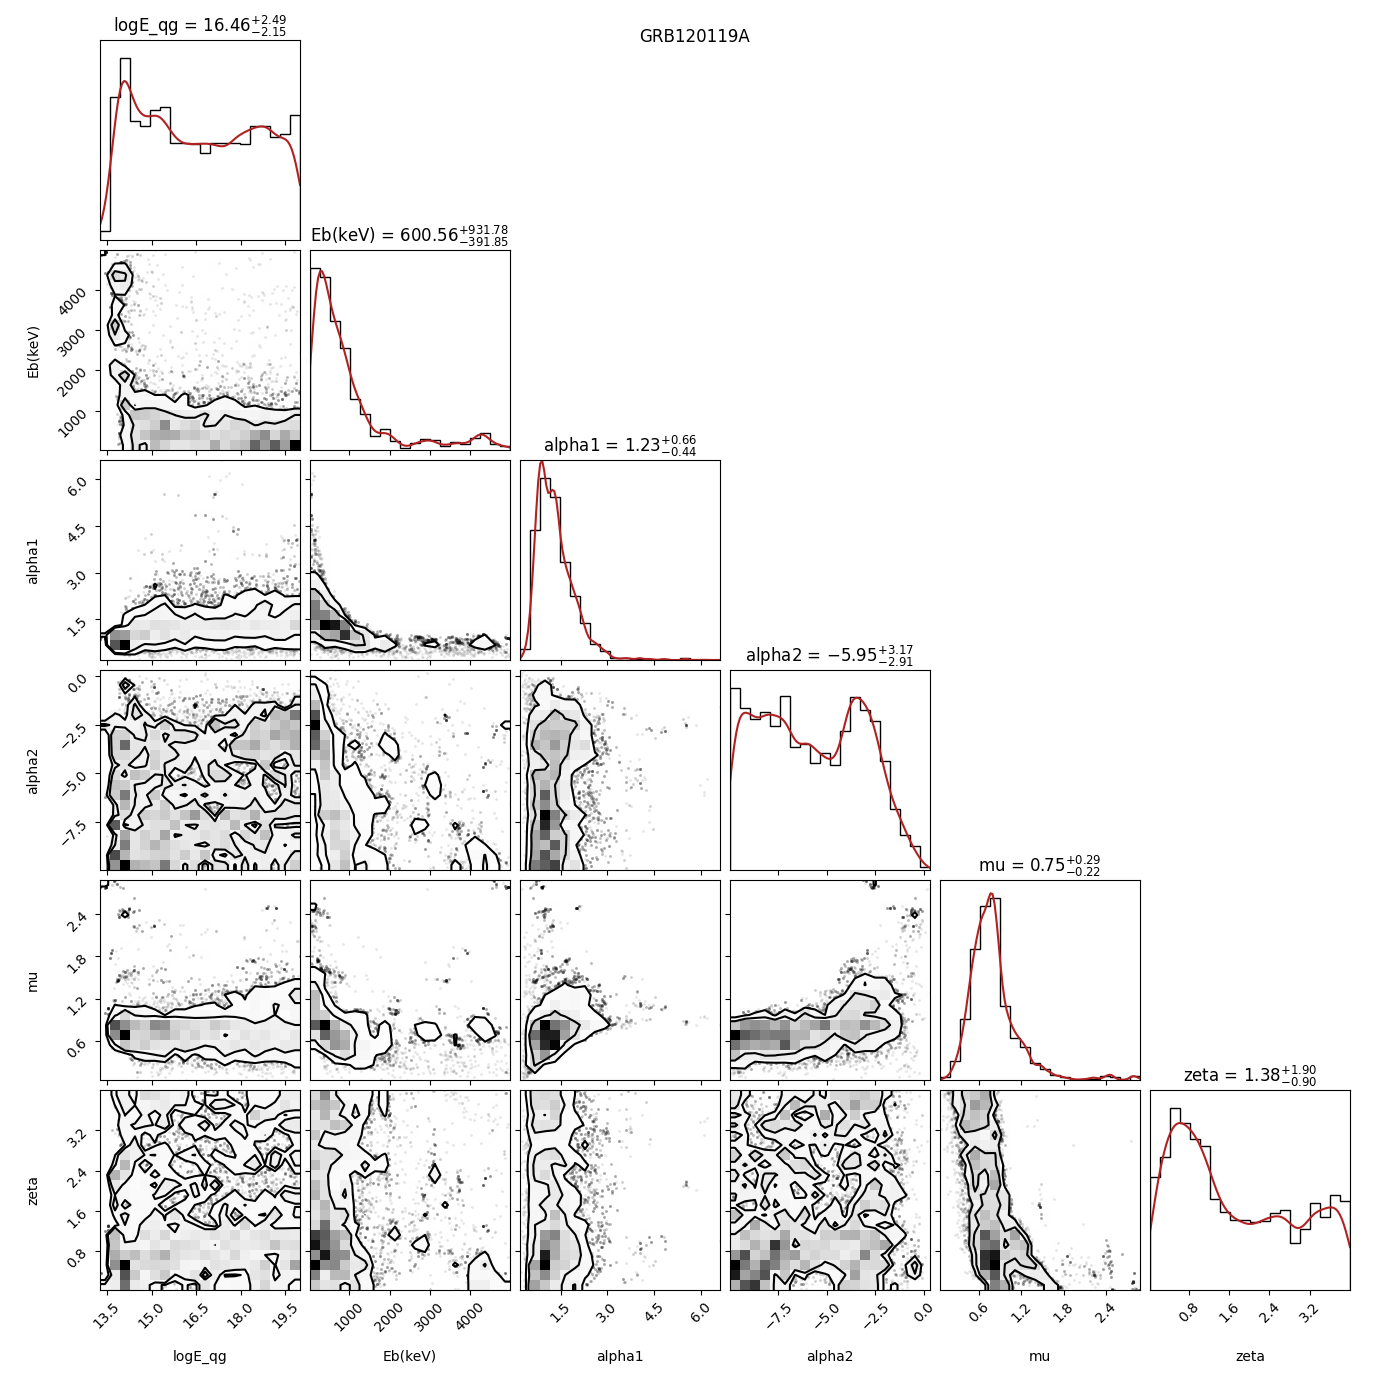 logE_qg = 16.46+2.49−2.15
GRB120119A
Eb(keV) = 600.56+931.78−391.85
Eb(keV)
4000
3000
2000
1000
alpha1 = 1.23+0.66−0.44
alpha1
6.0
4.5
3.0
1.5
alpha2 = −5.95+3.17−2.91
alpha2
0.0
−2.5
−5.0
−7.5
mu = 0.75+0.29−0.22
mu
2.4
1.8
1.2
0.6
zeta = 1.38+1.90−0.90
zeta
3.2
2.4
1.6
0.8
13.5 15.0 16.5 18.0 19.5
1000 2000 3000 4000
1.5 3.0 4.5 6.0
−7.5 −5.0 −2.5 0.0
0.6 1.2 1.8 2.4
0.8 1.6 2.4 3.2
logE_qg Eb(keV) alpha1 alpha2 mu zeta